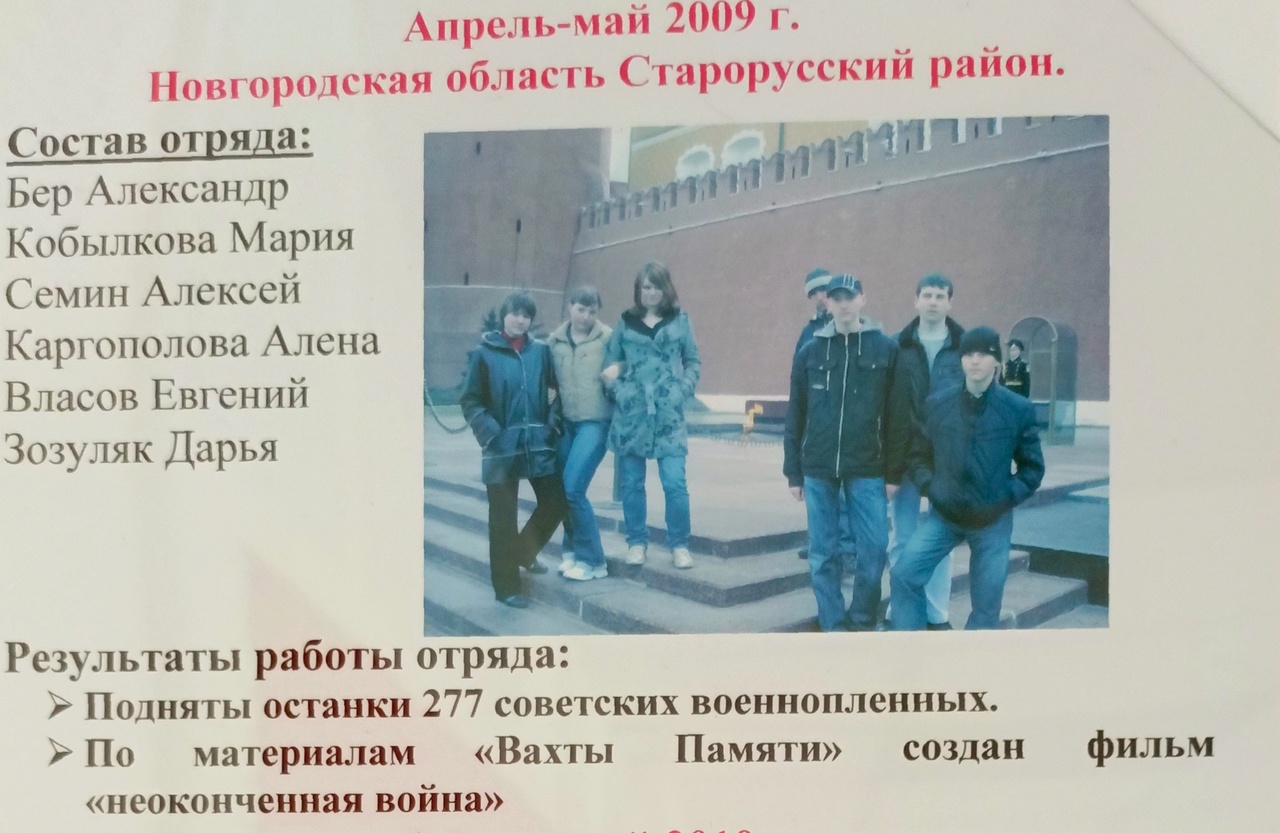 Апрель-май 2009 г.
Новгородская область Старорусский район.
Состав отряда:
Бер Александр
Кобылкова Мария
Семин Алексей
Каргополова Алена
Власов Евгений
Зозуляк Дарья
Результаты работы отряда:
Подняты останки 277 советских военнопленных.
По материалам «Вахты Памяти» создан фильм
«неоконченная война»